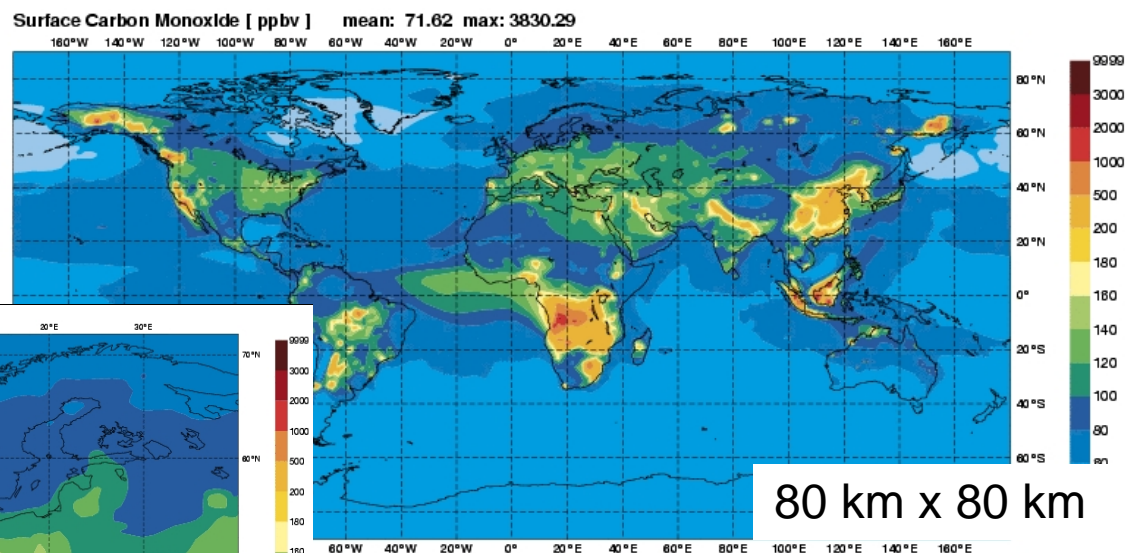 Surface Carbon Monoxide [ ppbv ] mean: 71.62 max: 3830.29
160°W 140°W 120°W 100°W 80°W 60°W 40°W 20°W 0° 20°E 40°E 60°E 80°E 100°E 120°E 140°E 160°E
80°N
60°N
40°N
20°N
0°
20°S
40°S
60°S
9999
3000
2000
1000
500
200
180
160
140
120
100
80
60
20°E 30°E
70°N
60°N
9999
3000
2000
1000
500
200
180
160
80 km x 80 km
60°W 40°W 20°W 0° 20°E 40°E 60°E 80°E 100°E 120°E 140°E 160°E